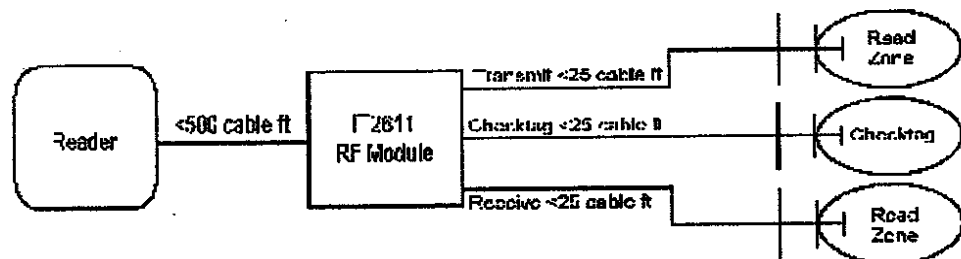 Transmit <25 cable ft
Read
Zone
Reader
<500 cable ft
IT2611
RF Module
Checktag <25 cable ft
Checktag
Receive <25 cable ft
Read
Zone